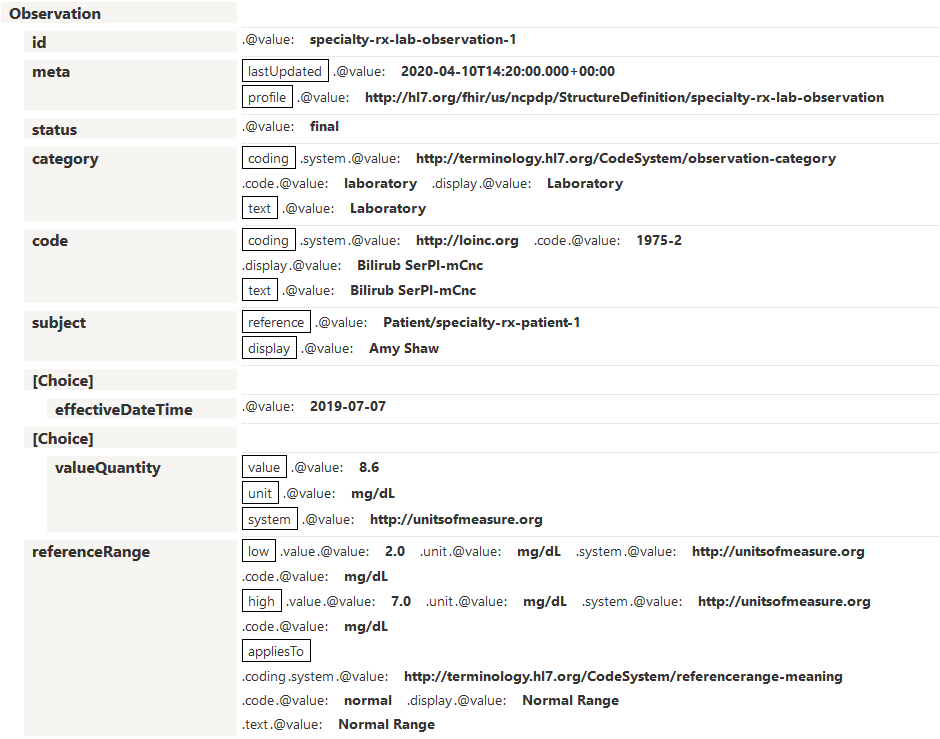 Observation
id .@value: specialty-rx-lab-observation-1
meta lastUpdated .@value: 2020-04-10T14:20:00.000+00:00
profile .@value: http://hl7.org/fhir/us/ncpdp/StructureDefinition/specialty-rx-lab-observation
status .@value: final
category coding .system.@value: http://terminology.hl7.org/CodeSystem/observation-category
.code.@value: laboratory .display.@value: Laboratory
text .@value: Laboratory
code coding .system.@value: http://loinc.org .code.@value: 1975-2
.display.@value: Bilirub SerPl-mCnc
text .@value: Bilirub SerPl-mCnc
subject reference .@value: Patient/specialty-rx-patient-1
display .@value: Amy Shaw
[Choice]
effectiveDateTime .@value: 2019-07-07
[Choice]
valueQuantity value .@value: 8.6
unit .@value: mg/dL
system .@value: http://unitsofmeasure.org
referenceRange low .value.@value: 2.0 .unit.@value: mg/dL .system.@value: http://unitsofmeasure.org
.code.@value: mg/dL
high .value.@value: 7.0 .unit.@value: mg/dL .system.@value: http://unitsofmeasure.org
.code.@value: mg/dL
appliesTo
.coding.system.@value: http://terminology.hl7.org/CodeSystem/referencerange-meaning
.code.@value: normal .display.@value: Normal Range
.text.@value: Normal Range